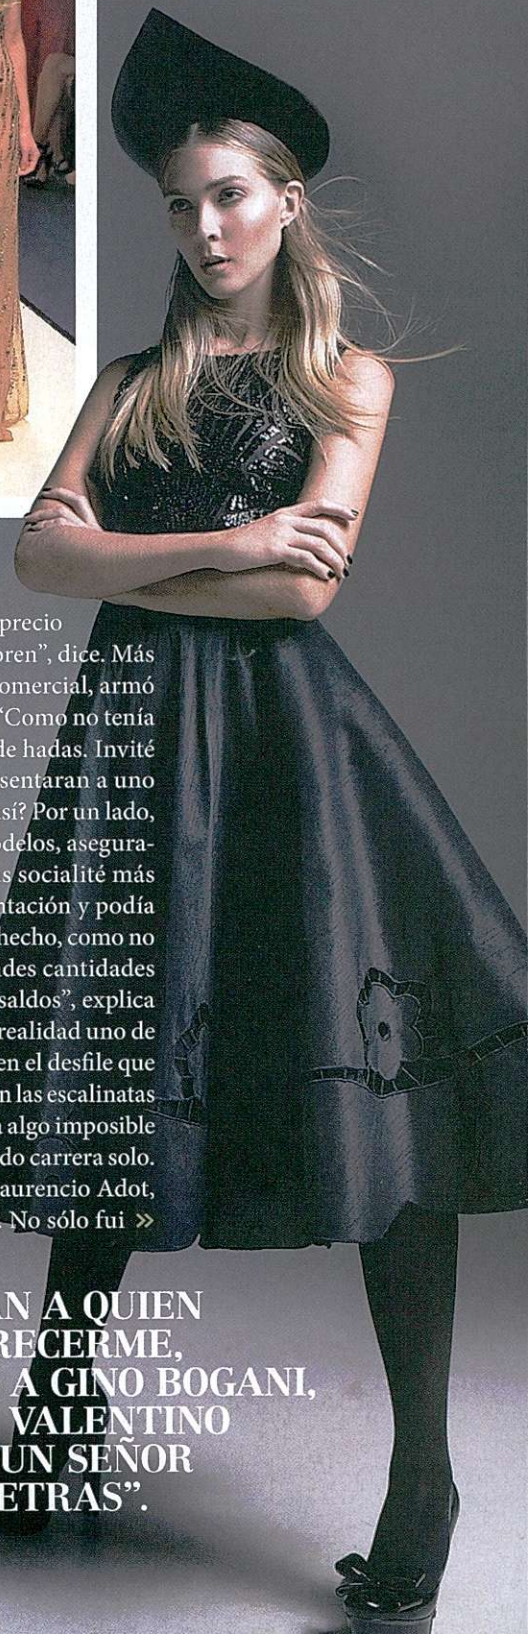 precio
oren”, dice. Más
omercial, armó
“Como no tenía
de hadas. Invité
sentaran a uno
así? Por un lado,
delos, asegura-
s socialité más
ntación y podía
hecho, como no
des cantidades
saldos”, explica
realidad uno de
en el desfile que
n las escalinatas
a algo imposible
do carrera solo.
aurencio Adot,
. No sólo fui »
AN A QUIEN
RECERME,
A GINO BOGANI,
VALENTINO
UN SEÑOR
ETRAS”.